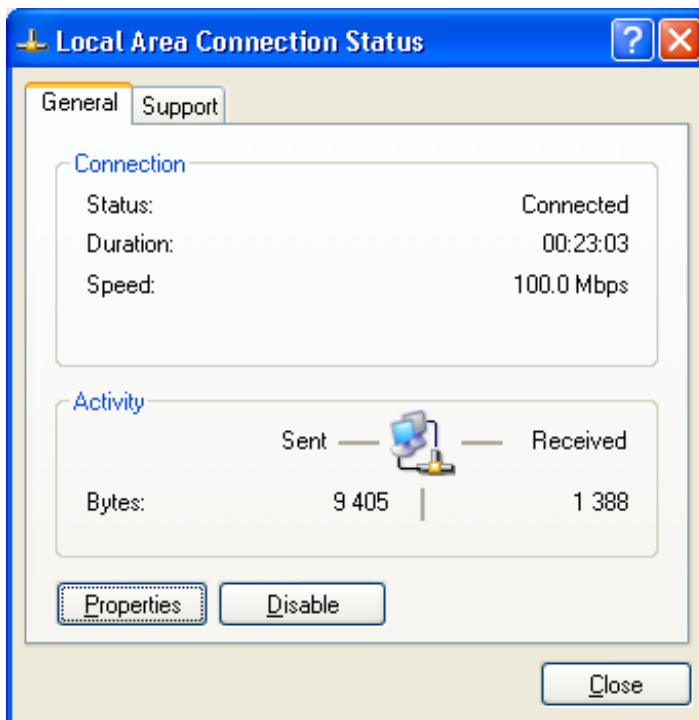 Local Area Connection Status
General Support
Connection
Status: Connected
Duration: 00:23:03
Speed: 100.0 Mbps
Activity
Sent Received
Bytes: 9 405 1 388
Properties Disable
Close